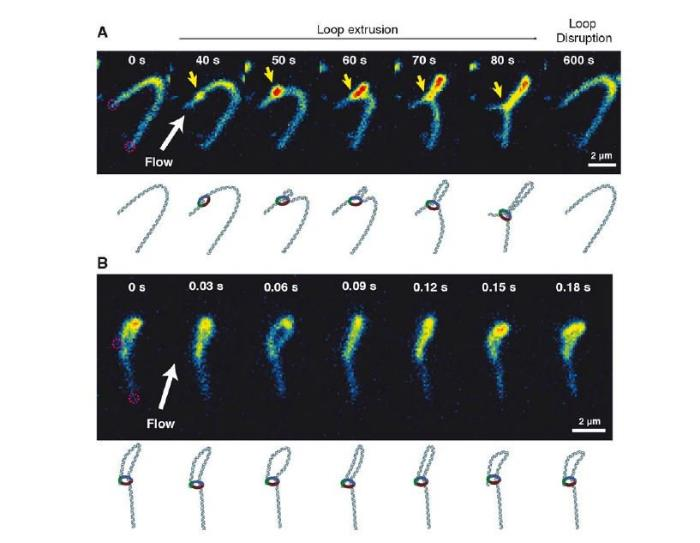 A
Loop extrusion
Loop
Disruption
0 s 40 s 50 s 60 s 70 s 80 s 600 s
Flow
2 μm
B
0 s 0.03 s 0.06 s 0.09 s 0.12 s 0.15 s 0.18 s
Flow
2 μm